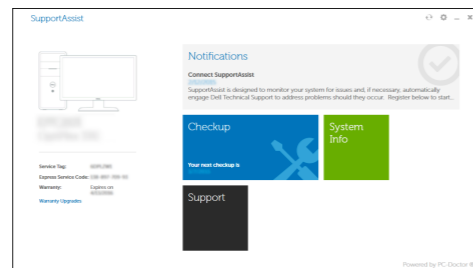 SupportAssist
Notifications
Connect SupportAssist
SupportAssist is designed to monitor your system for issues and, if necessary, automatically
engage Dell Technical Support to address problems should they occur. Register below to start...
Checkup
Your next checkup is
System
Info
Support
Service Tag:
Express Service Code:
Warranty:
Expires on
Warranty Upgrades
Powered by PC-Doctor ®